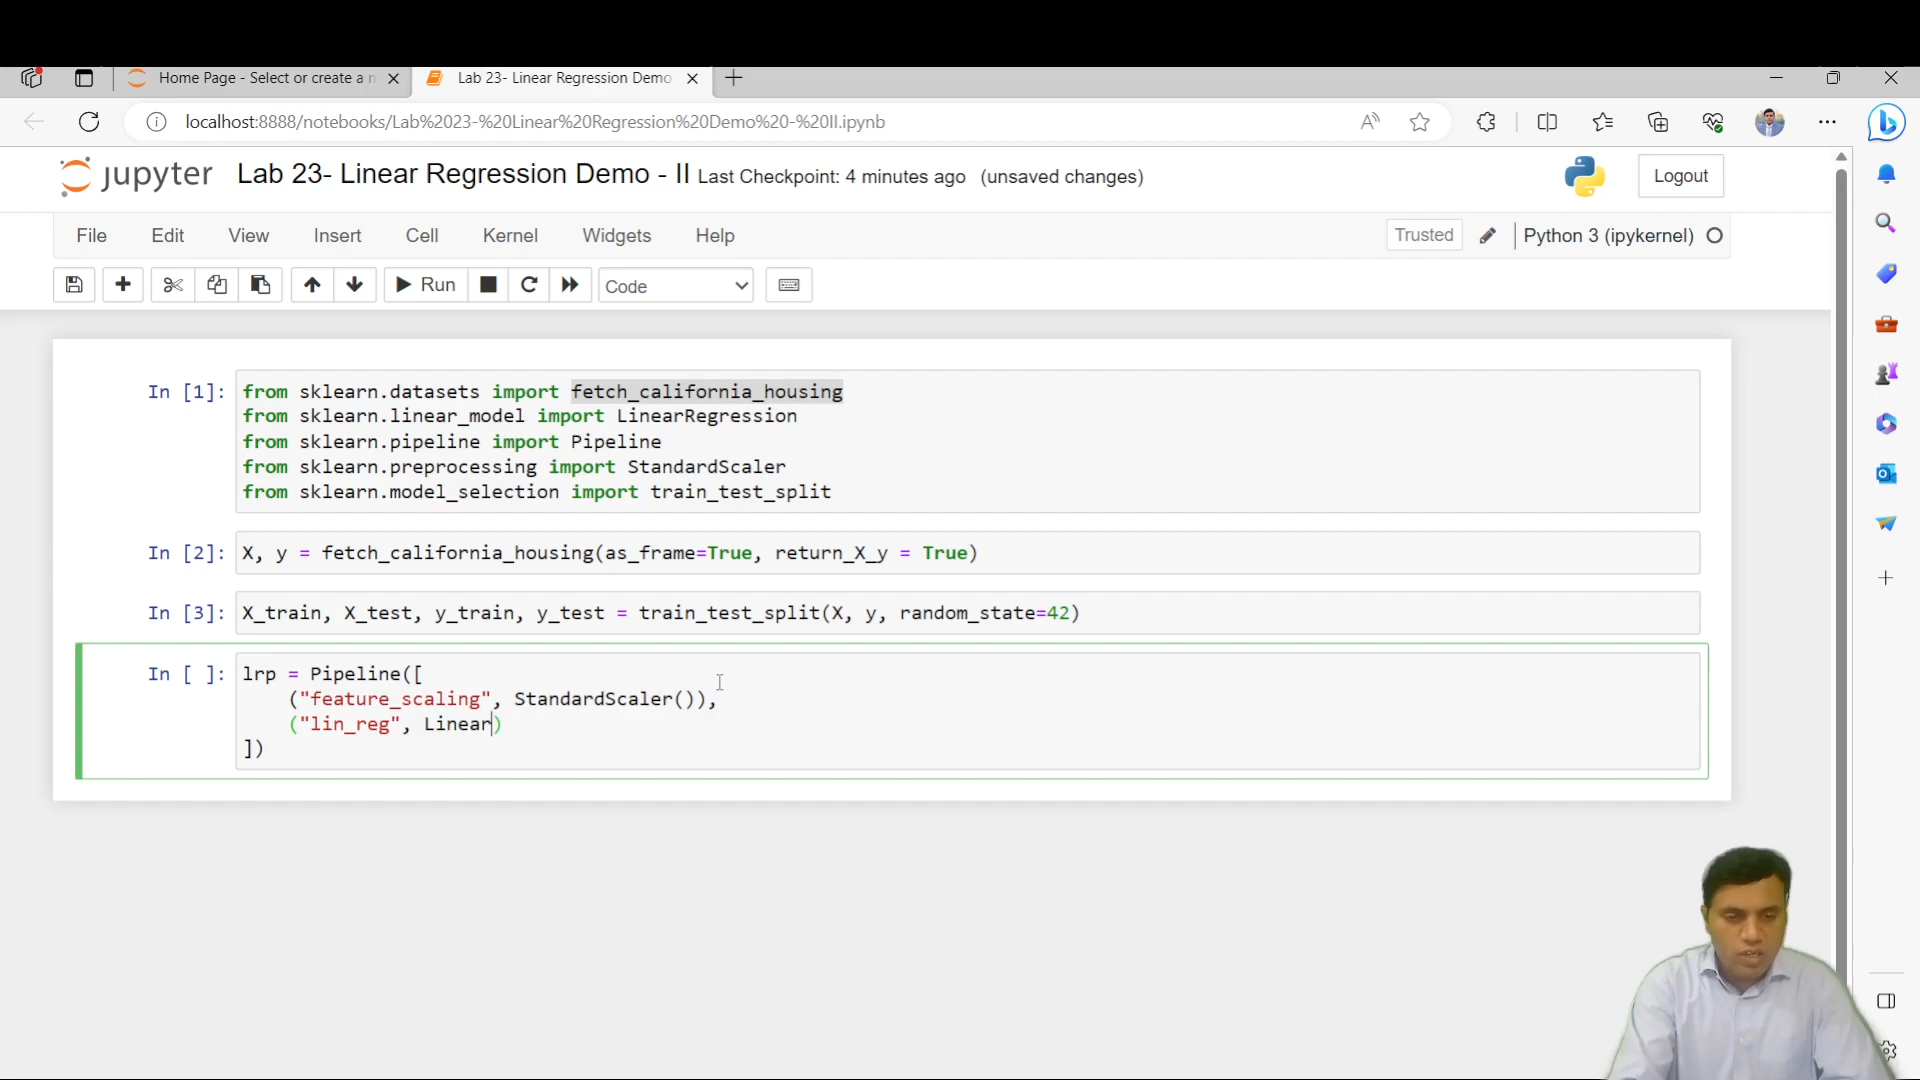 Home Page - Select or create a n
Lab 23- Linear Regression Demo
localhost:8888/notebooks/Lab%2023-%20Linear%20Regression%20Demo%20-%20II.ipynb
jupyter Lab 23- Linear Regression Demo - II Last Checkpoint: 4 minutes ago (unsaved changes)
Logout
File Edit View Insert Cell Kernel Widgets Help
Trusted Python 3 (ipykernel)
Run Code
In [1]: from sklearn.datasets import fetch_california_housing
from sklearn.linear_model import LinearRegression
from sklearn.pipeline import Pipeline
from sklearn.preprocessing import StandardScaler
from sklearn.model_selection import train_test_split
In [2]: X, y = fetch_california_housing(as_frame=True, return_X_y = True)
In [3]: X_train, X_test, y_train, y_test = train_test_split(X, y, random_state=42)
In [ ]: lrp = Pipeline([
("feature_scaling", StandardScaler()),
("lin_reg", Linear)
])